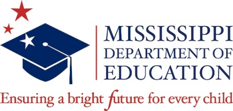 MISSISSIPPI
DEPARTMENT OF
EDUCATION
Ensuring a bright future for every child